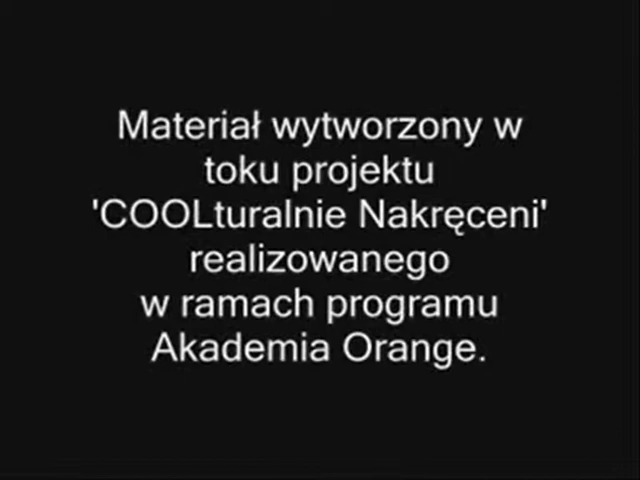 Materiał wytworzony w
toku projektu
'COOLturalnie Nakręceni'
realizowanego
w ramach programu
Akademia Orange.